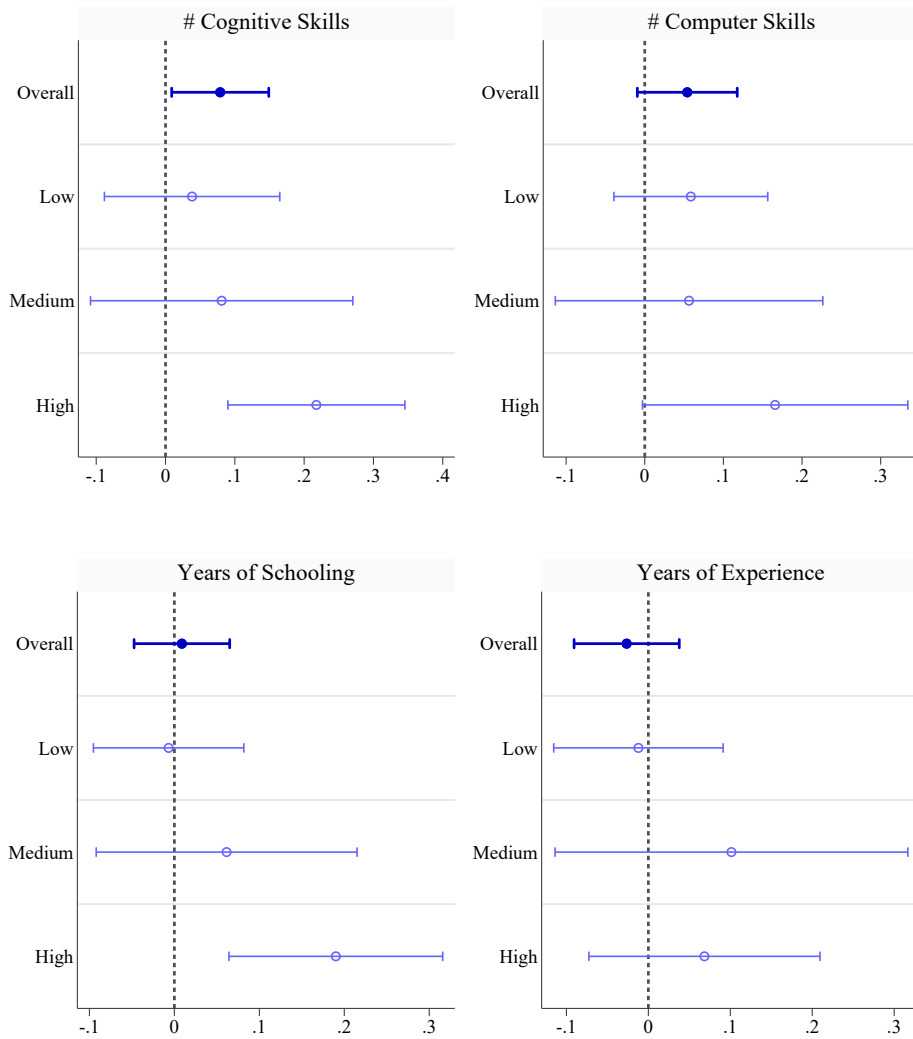 # Cognitive Skills
Overall
Low
Medium
High
-.1 0 .1 .2 .3 .4
# Computer Skills
Overall
Low
Medium
High
-.1 0 .1 .2 .3
Years of Schooling
Overall
Low
Medium
High
-.1 0 .1 .2 .3
Years of Experience
Overall
Low
Medium
High
-.1 0 .1 .2 .3